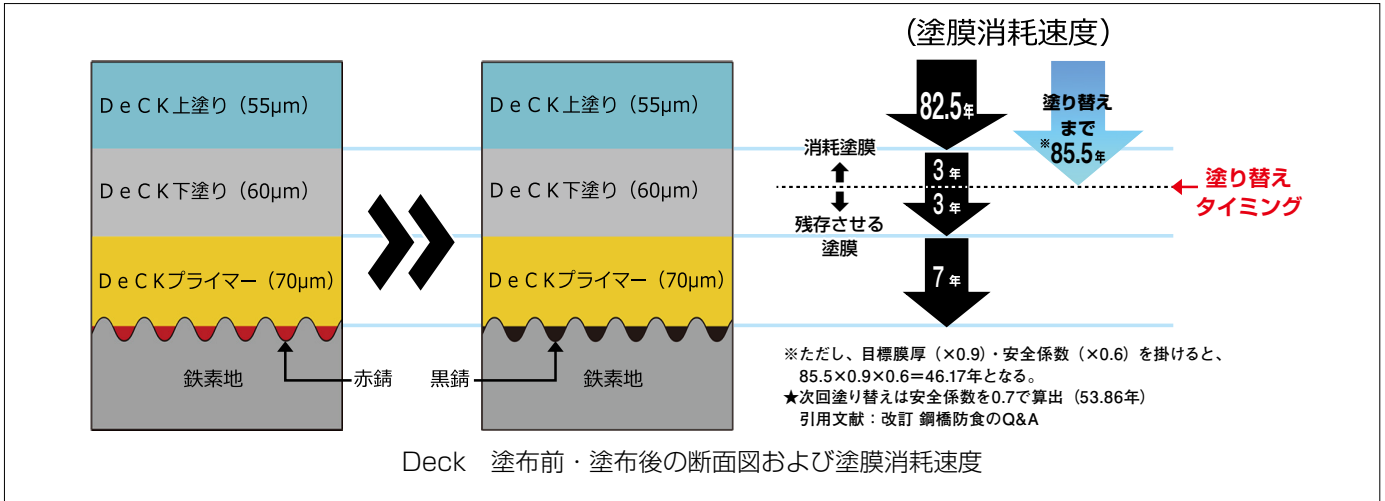 (塗膜消耗速度)
DeCK上塗り（55μm）
DeCK下塗り（60μm）
DeCKプライマー（70μm）
鉄素地
赤錆
DeCK上塗り（55μm）
DeCK下塗り（60μm）
DeCKプライマー（70μm）
黒錆
鉄素地
82.5年
塗り替え
まで
※85.5年
消耗塗膜
3年
3年
残存させる
塗膜
7年
塗り替え
タイミング
※ただし、目標膜厚（×0.9）・安全係数（×0.6）を掛けると、
85.5×0.9×0.6＝46.17年となる。
★次回塗り替えは安全係数を0.7で算出（53.86年）
引用文献：改訂 鋼橋防食のQ&A
Deck　塗布前・塗布後の断面図および塗膜消耗速度